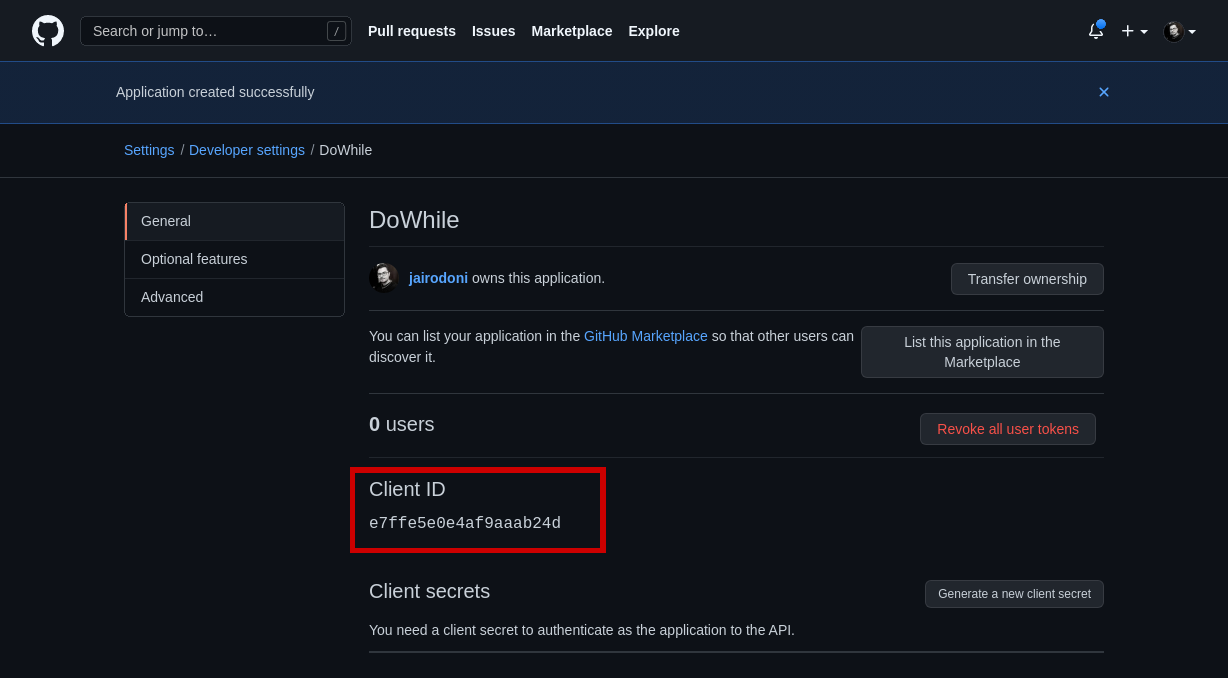 Search or jump to…
/
Pull requests
Issues
Marketplace
Explore
Application created successfully
Settings / Developer settings / DoWhile
General
Optional features
Advanced
DoWhile
jairodoni owns this application.
Transfer ownership
You can list your application in the GitHub Marketplace so that other users can
discover it.
List this application in the
Marketplace
0 users
Revoke all user tokens
Client ID
e7ffe5e0e4af9aaab24d
Client secrets
Generate a new client secret
You need a client secret to authenticate as the application to the API.